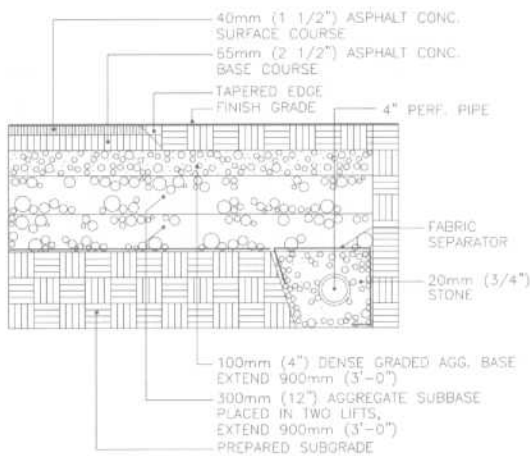 40mm (1 1/2") ASPHALT CONC.
SURFACE COURSE
65mm (2 1/2") ASPHALT CONC.
BASE COURSE
TAPERED EDGE
FINISH GRADE
4" PERF. PIPE
FABRIC
SEPARATOR
20mm (3/4")
STONE
100mm (4") DENSE GRADED AGG. BASE
EXTEND 900mm (3'-0")
300mm (12") AGGREGATE SUBBASE
PLACED IN TWO LIFTS,
EXTEND 900mm (3'-0")
PREPARED SUBGRADE